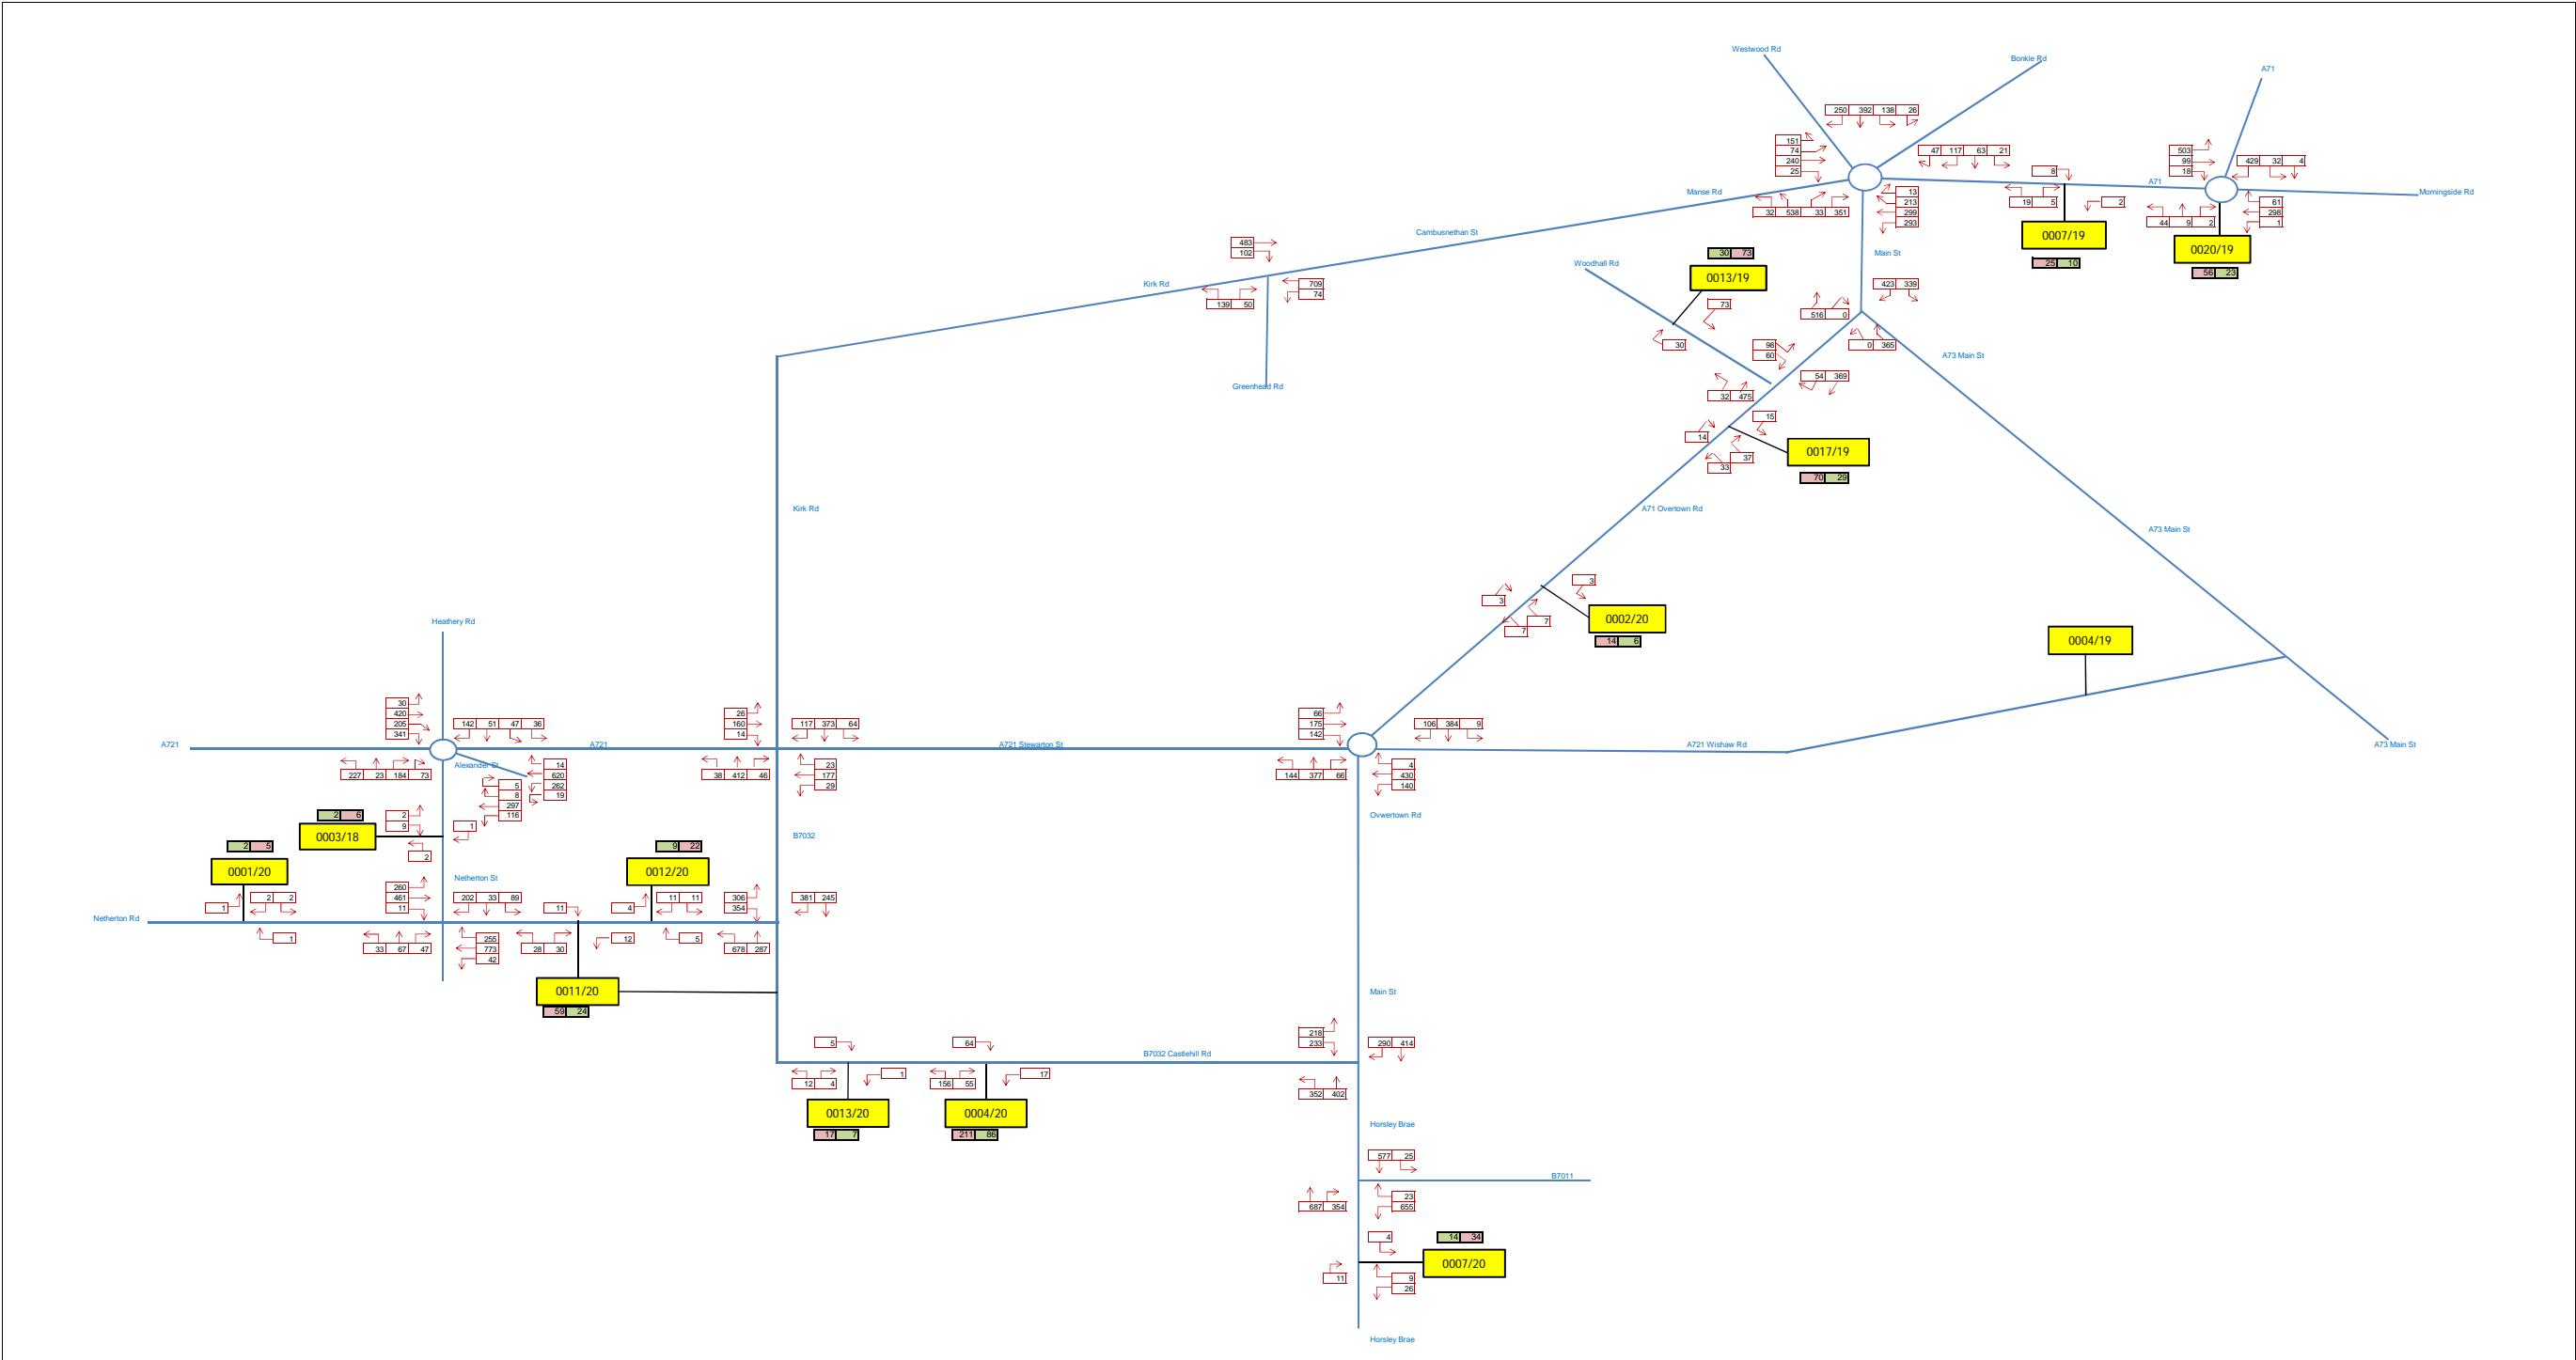 Westwood Rd
Bonkle Rd
A71
250 392 138 26
151
74
240
25
47 117 63 21
503
99
18
429 32 4
8
A71
Manse Rd
Morningside Rd
32 538 33 351
13
213
299
293
19 5
2
44 9 2
61
298
1
Cambusnethan St
0007/19
0020/19
483
102
30 73
Main St
Woodhall Rd
25 10
56 23
0013/19
Kirk Rd
709
74
139 50
423 339
73
516 0
30
98
60
0 365
A73 Main St
Greenhead Rd
54 369
32 475
15
14
37
33
0017/19
70 29
Kirk Rd
A71 Overtown Rd
A73 Main St
3
3
7
7
0002/20
14 6
Heathery Rd
0004/19
30
420
205
341
142 51 47 36
26
160
14
117 373 64
66
175
142
106 384 9
A721
A721
A721 Stewarton St
A721 Wishaw Rd
A73 Main St
Alexander St
227 23 184 73
14
620
262
19
5
8
297
116
38 412 46
23
177
29
144 377 66
4
430
140
2 6
2
9
1
Ovwertown Rd
0003/18
B7032
2 5
2
9 22
0001/20
0012/20
Netherton St
260
461
11
202 33 89
2 2
1
11
4
11 11
306
354
381 245
Netherton Rd
1
33 67 47
255
773
42
28 30
12
5
678 287
0011/20
Main St
59 24
218
233
290 414
5
64
B7032 Castlehill Rd
12 4
1
156 55
17
352 402
0013/20
0004/20
Horsley Brae
17 7
211 86
577 25
B7011
687 354
23
655
4
14 34
0007/20
11
9
26
Horsley Brae